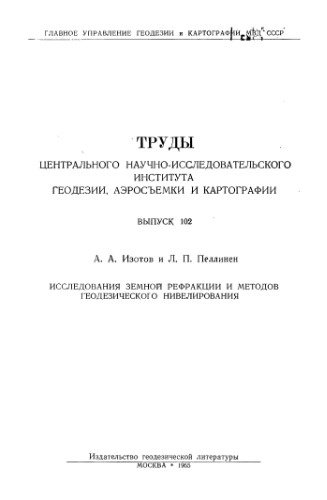 ГЛАВНОЕ УПРАВЛЕНИЕ ГЕОДЕЗИИ и КАРТОГРАФИИ МВД СССР
ТРУДЫ
ЦЕНТРАЛЬНОГО НАУЧНО-ИССЛЕДОВАТЕЛЬСКОГО
ИНСТИТУТА
ГЕОДЕЗИИ, АЭРОСЪЕМКИ И КАРТОГРАФИИ
ВЫПУСК 102
А. А. Изотов и Л. П. Пеллинен
ИССЛЕДОВАНИЯ ЗЕМНОЙ РЕФРАКЦИИ И МЕТОДОВ
ГЕОДЕЗИЧЕСКОГО НИВЕЛИРОВАНИЯ
Издательство геодезической литературы
МОСКВА • 1955